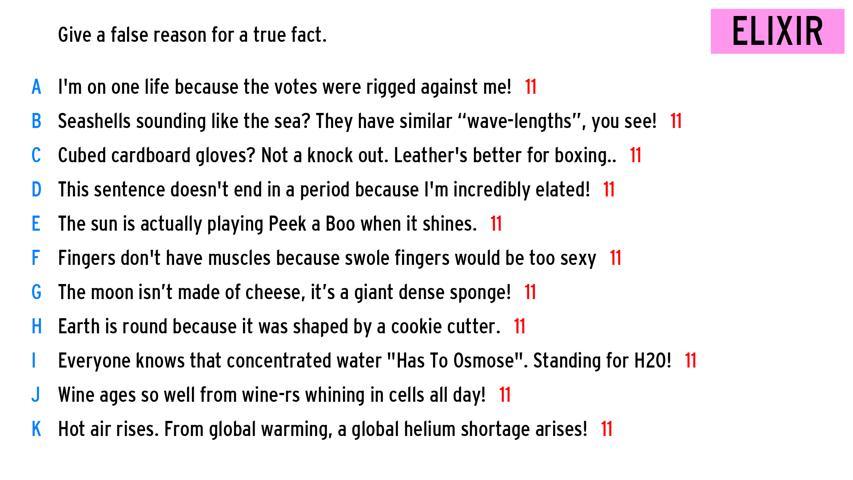 Give a false reason for a true fact.
ELIXIR
A I'm on one life because the votes were rigged against me! 11
B Seashells sounding like the sea? They have similar “wave-lengths”, you see! 11
C Cubed cardboard gloves? Not a knock out. Leather's better for boxing.. 11
D This sentence doesn't end in a period because I'm incredibly elated! 11
E The sun is actually playing Peek a Boo when it shines. 11
F Fingers don't have muscles because swole fingers would be too sexy 11
G The moon isn’t made of cheese, it’s a giant dense sponge! 11
H Earth is round because it was shaped by a cookie cutter. 11
I Everyone knows that concentrated water "Has To Osmose". Standing for H2O! 11
J Wine ages so well from wine-rs whining in cells all day! 11
K Hot air rises. From global warming, a global helium shortage arises! 11